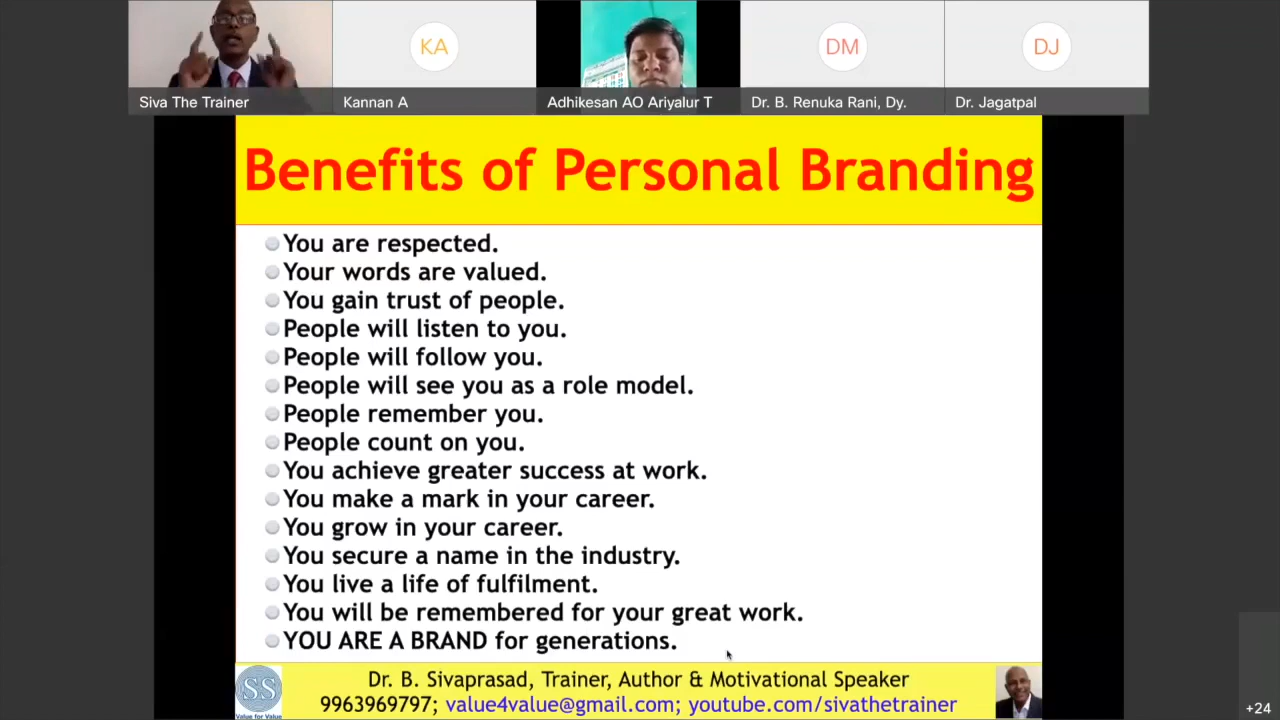 KA
DM
DJ
Siva The Trainer
Kannan A
Adhikesan AO Ariyalur T
Dr. B. Renuka Rani, Dy.
Dr. Jagatpal
Benefits of Personal Branding
You are respected.
Your words are valued.
You gain trust of people.
People will listen to you.
People will follow you.
People will see you as a role model.
People remember you.
People count on you.
You achieve greater success at work.
You make a mark in your career.
You grow in your career.
You secure a name in the industry.
You live a life of fulfilment.
You will be remembered for your great work.
YOU ARE A BRAND for generations.
SS
Value for Value
Dr. B. Sivaprasad, Trainer, Author & Motivational Speaker
9963969797; value4value@gmail.com; youtube.com/sivathetrainer
+24